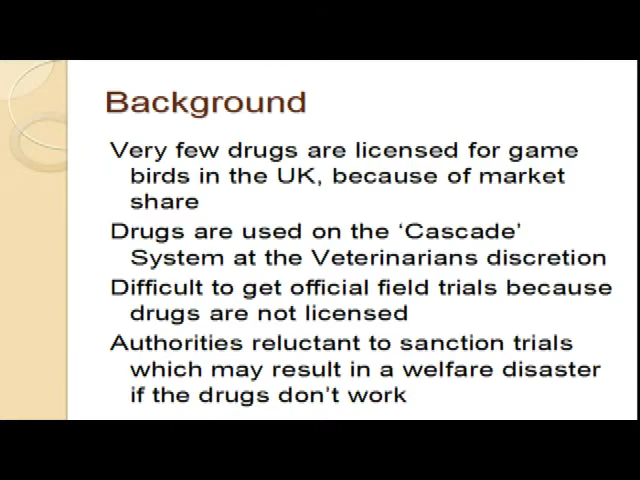 Background
Very few drugs are licensed for game
birds in the UK, because of market
share
Drugs are used on the ‘Cascade’
System at the Veterinarians discretion
Difficult to get official field trials because
drugs are not licensed
Authorities reluctant to sanction trials
which may result in a welfare disaster
if the drugs don’t work